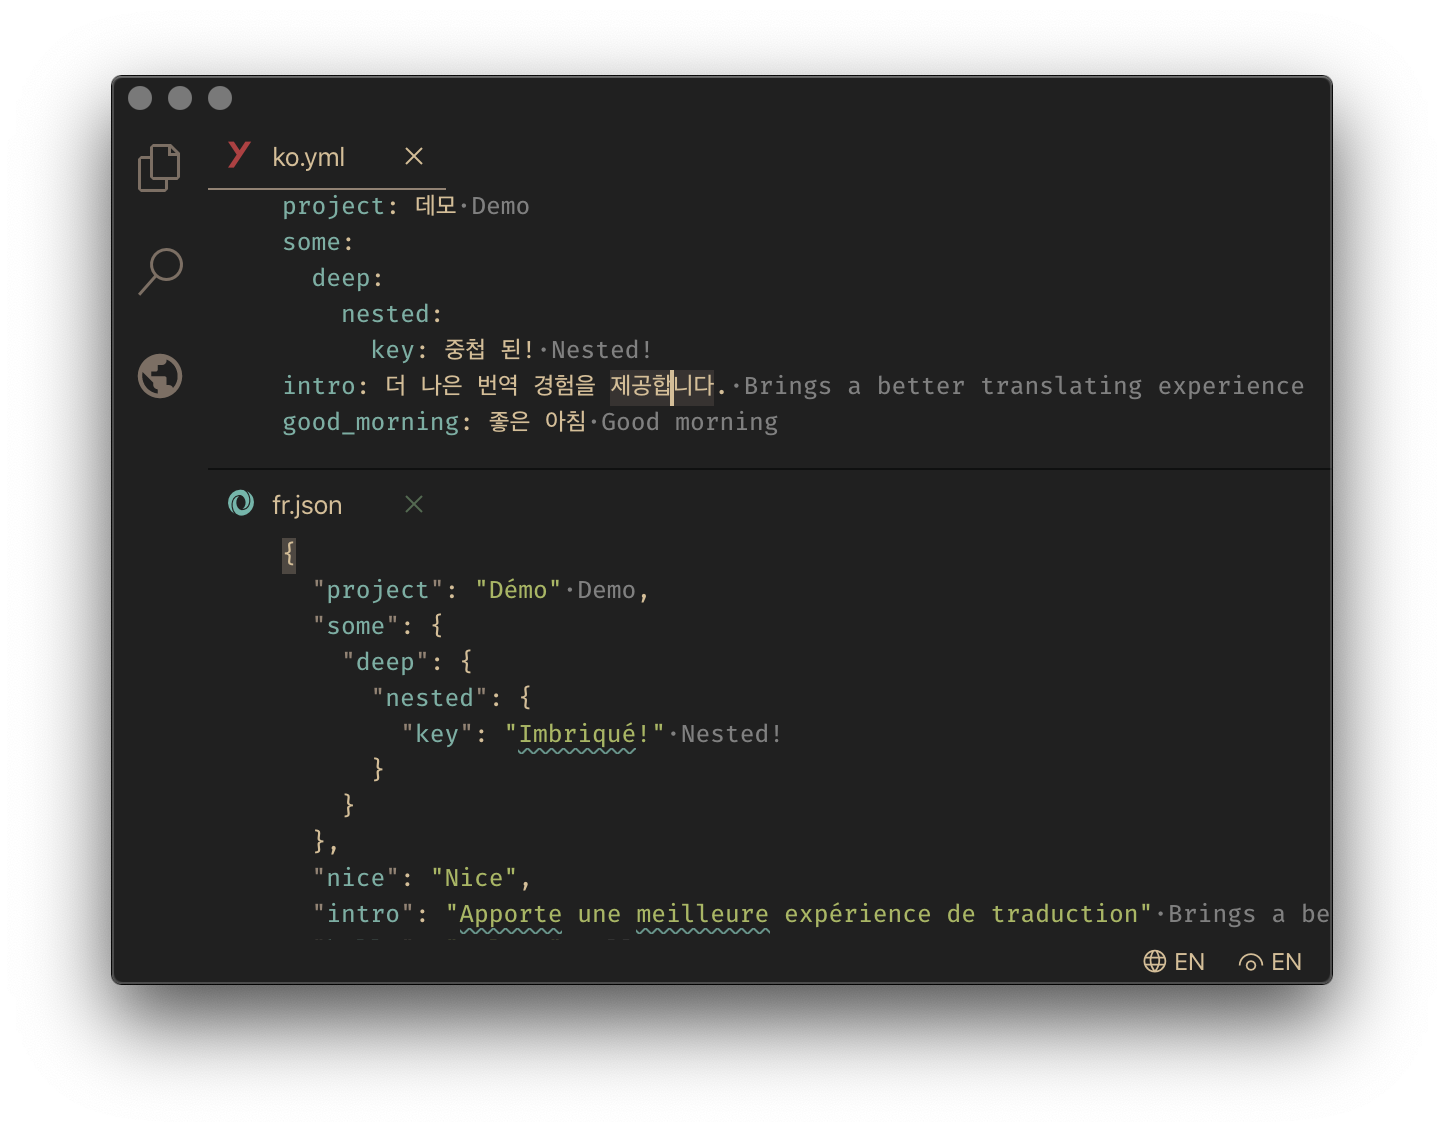 ko.yml
project: 데모·Demo
some:
deep:
nested:
key: 중첩 된!·Nested!
intro: 더 나은 번역 경험을 제공합니다.·Brings a better translating experience
good_morning: 좋은 아침·Good morning
fr.json
{
"project": "Démo"·Demo,
"some": {
"deep": {
"nested": {
"key": "Imbriqué!"·Nested!
}
}
},
"nice": "Nice",
"intro": "Apporte une meilleure expérience de traduction"·Brings a be
EN EN